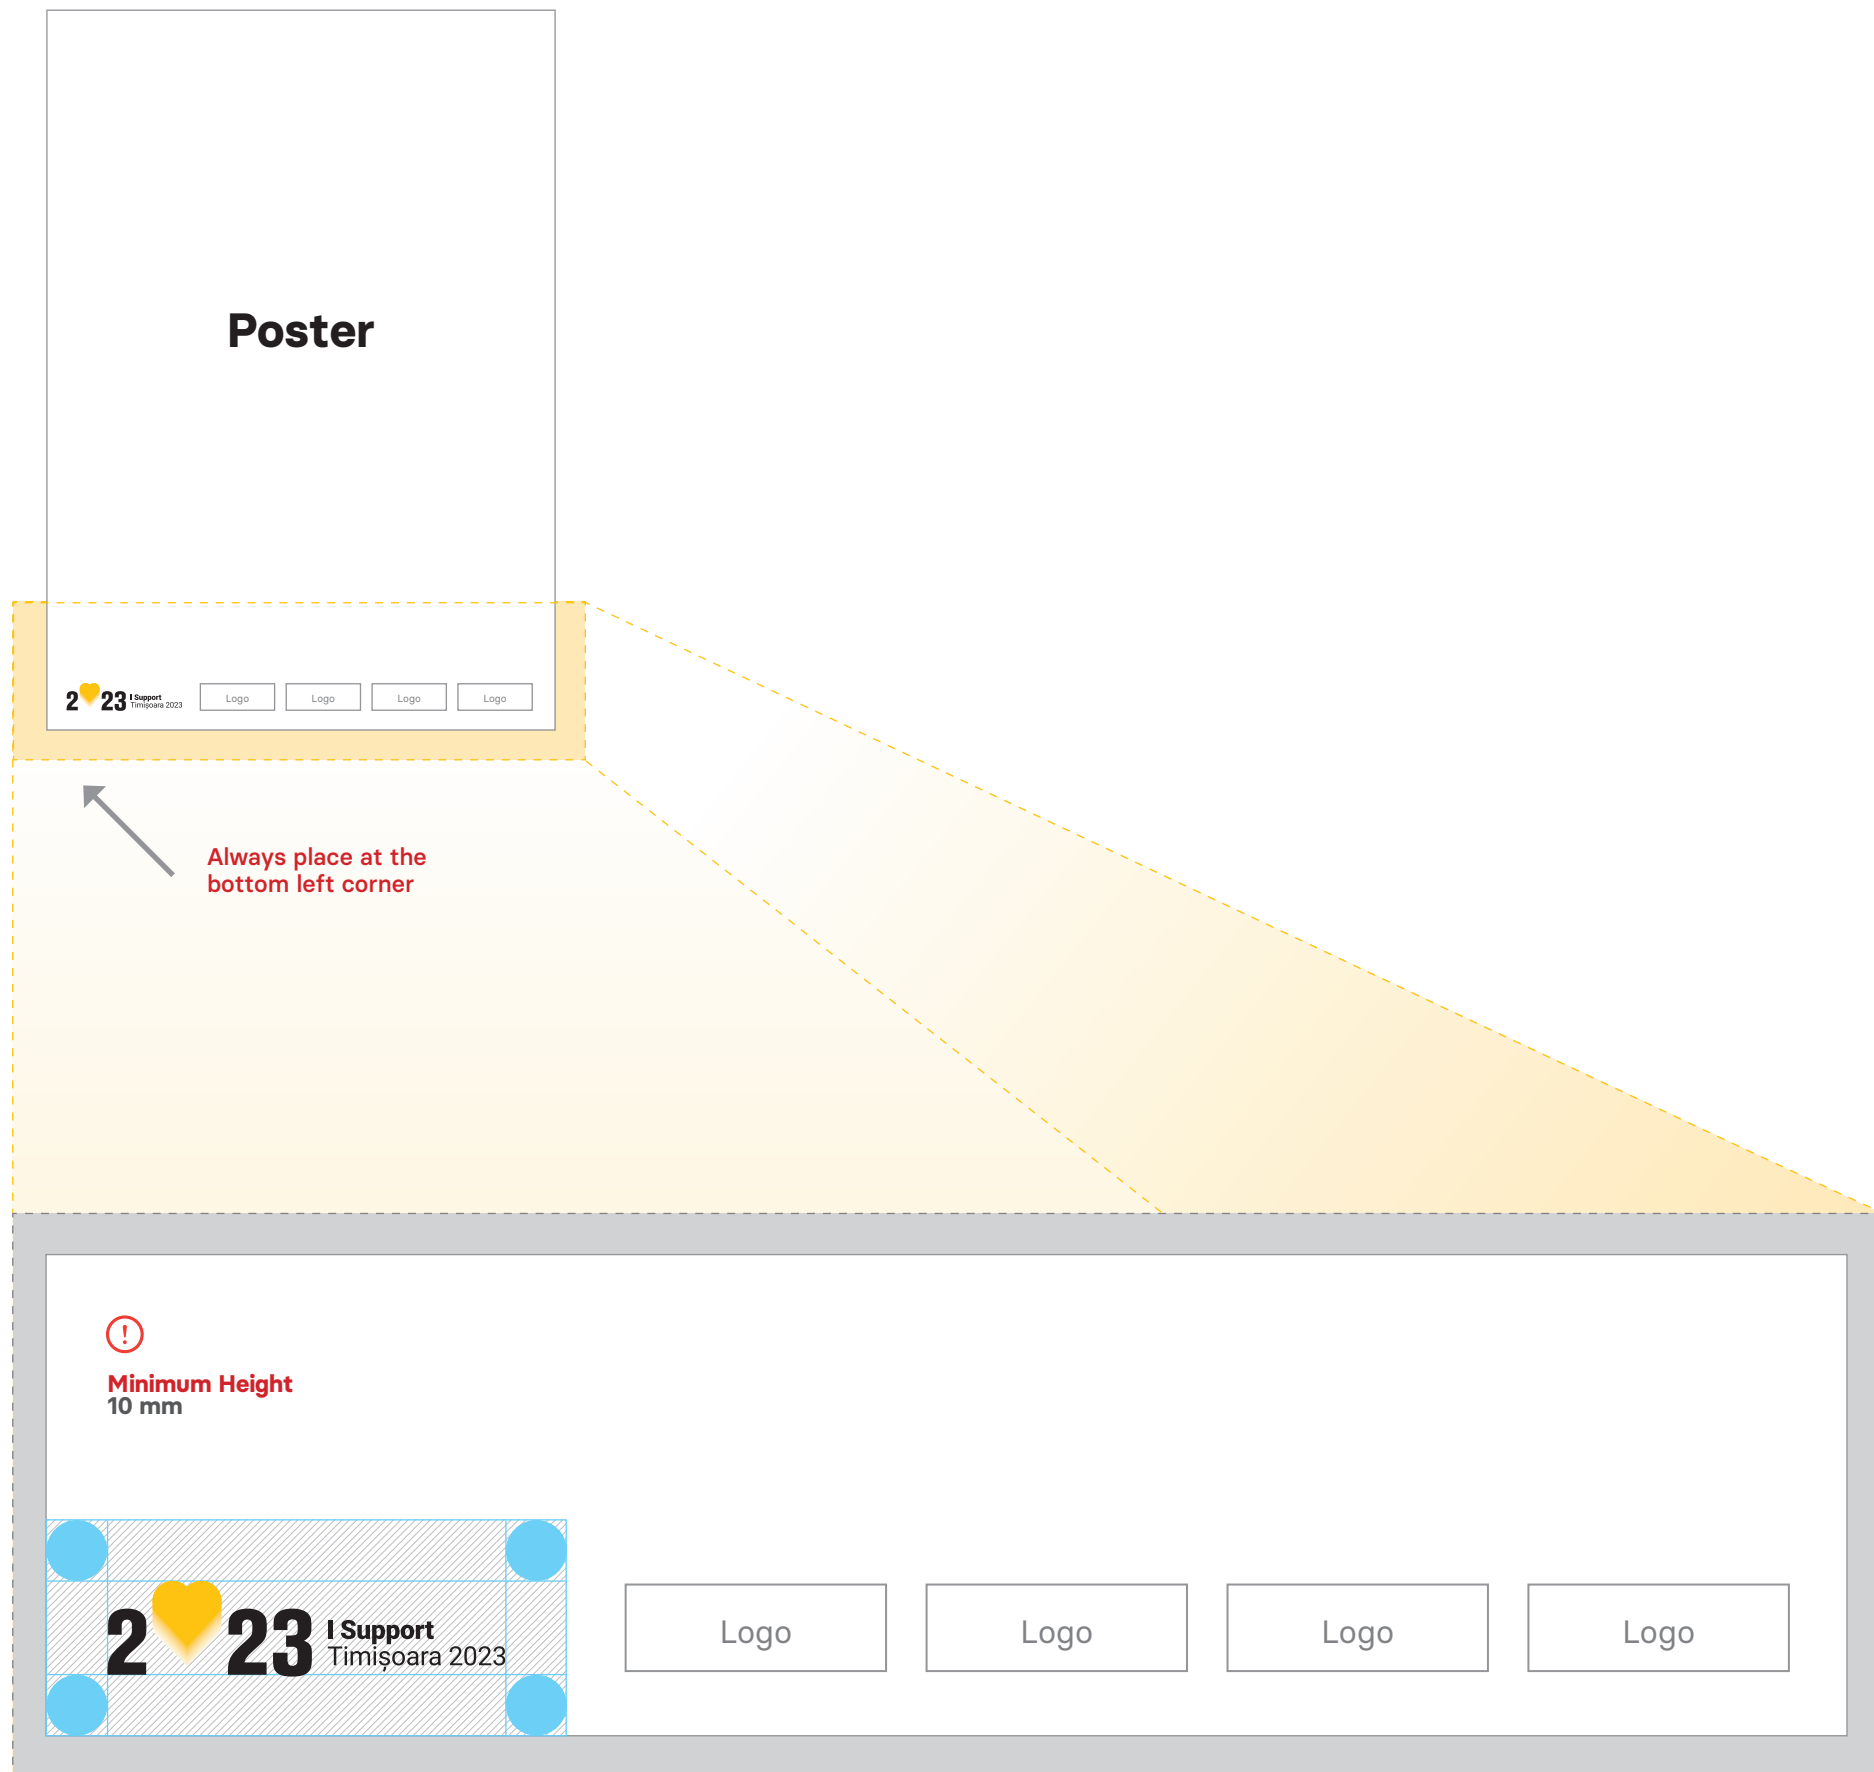 Poster
2 23 I Support
Timișoara 2023
Logo Logo Logo Logo
Always place at the
bottom left corner
!
Minimum Height
10 mm
2 23 I Support
Timișoara 2023
Logo Logo Logo Logo